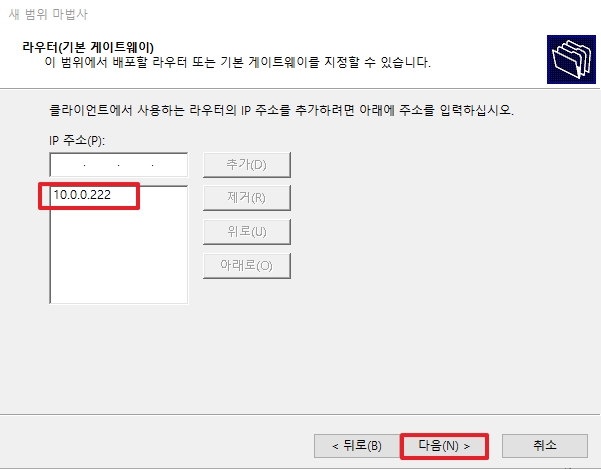 새 범위 마법사
라우터(기본 게이트웨이)
이 범위에서 배포할 라우터 또는 기본 게이트웨이를 지정할 수 있습니다.
클라이언트에서 사용하는 라우터의 IP 주소를 추가하려면 아래에 주소를 입력하십시오.
IP 주소(P):
. . .
추가(D)
10.0.0.222
제거(R)
위로(U)
아래로(O)
< 뒤로(B)
다음(N) >
취소